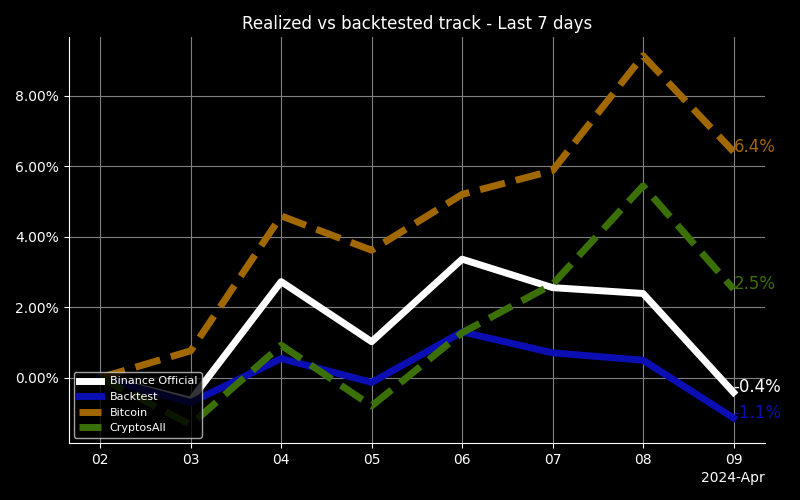 Realized vs backtested track - Last 7 days
8.00%
6.00%
4.00%
2.00%
0.00%
6.4%
2.5%
-0.4%
-1.1%
Binance Official
Backtest
Bitcoin
CryptosAll
02 03 04 05 06 07 08 09
2024-Apr